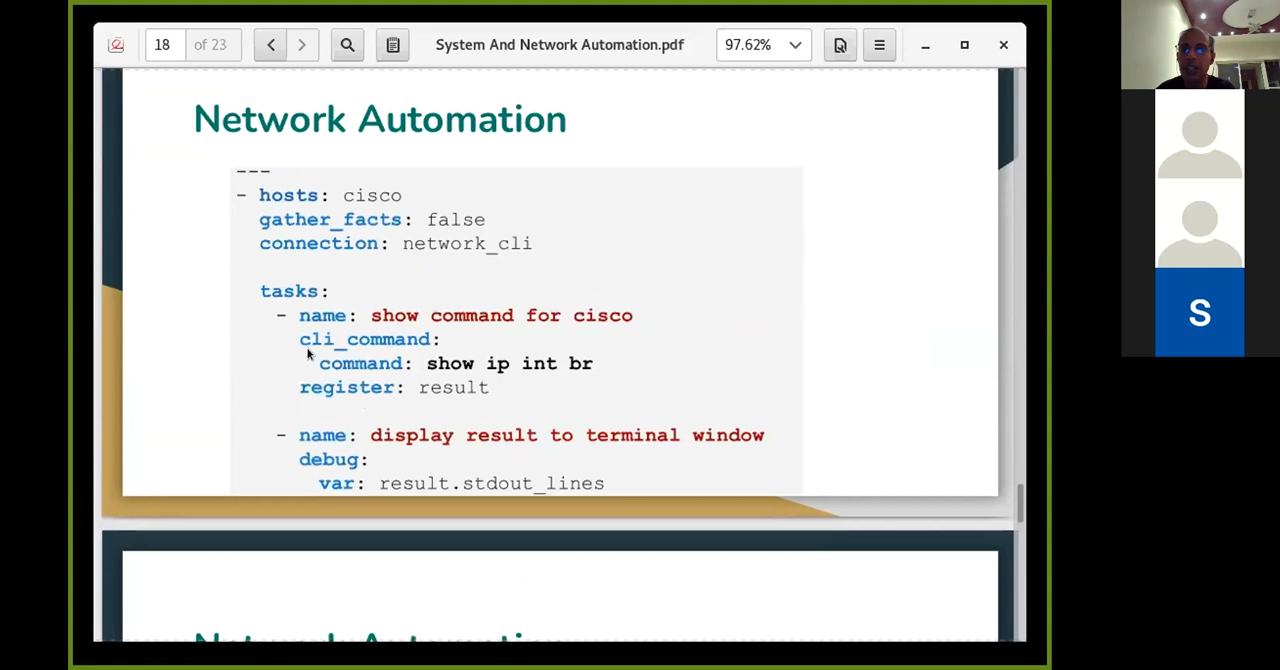 18
of 23
System And Network Automation.pdf
97.62%
Network Automation
---
- hosts: cisco
gather_facts: false
connection: network_cli
tasks:
- name: show command for cisco
cli_command:
command: show ip int br
register: result
- name: display result to terminal window
debug:
var: result.stdout_lines
Network Automation
S